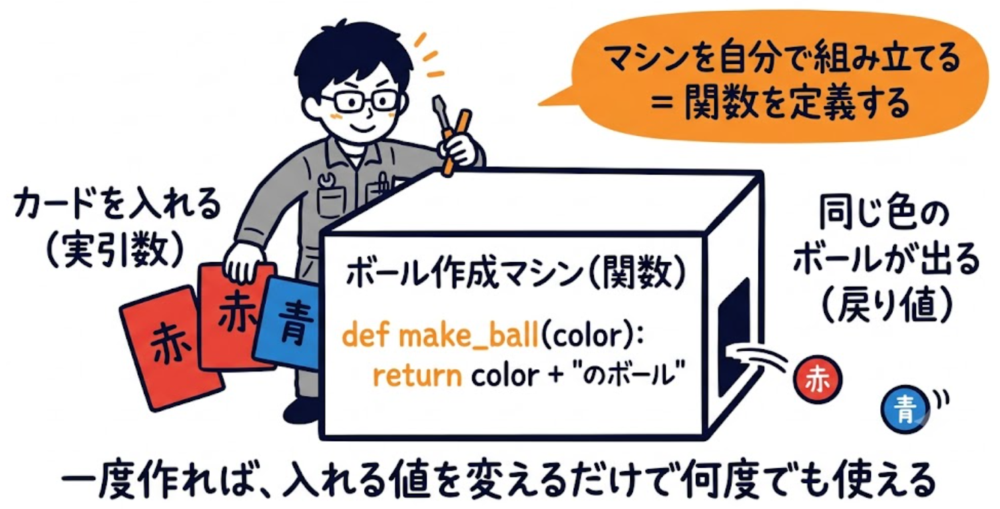 マシンを自分で組み立てる
= 関数を定義する
カードを入れる
(実引数)
赤
赤
青
ボール作成マシン(関数)
def make_ball(color):
return color + "のボール"
同じ色の
ボールが出る
(戻り値)
赤
青
一度作れば、入れる値を変えるだけで何度でも使える